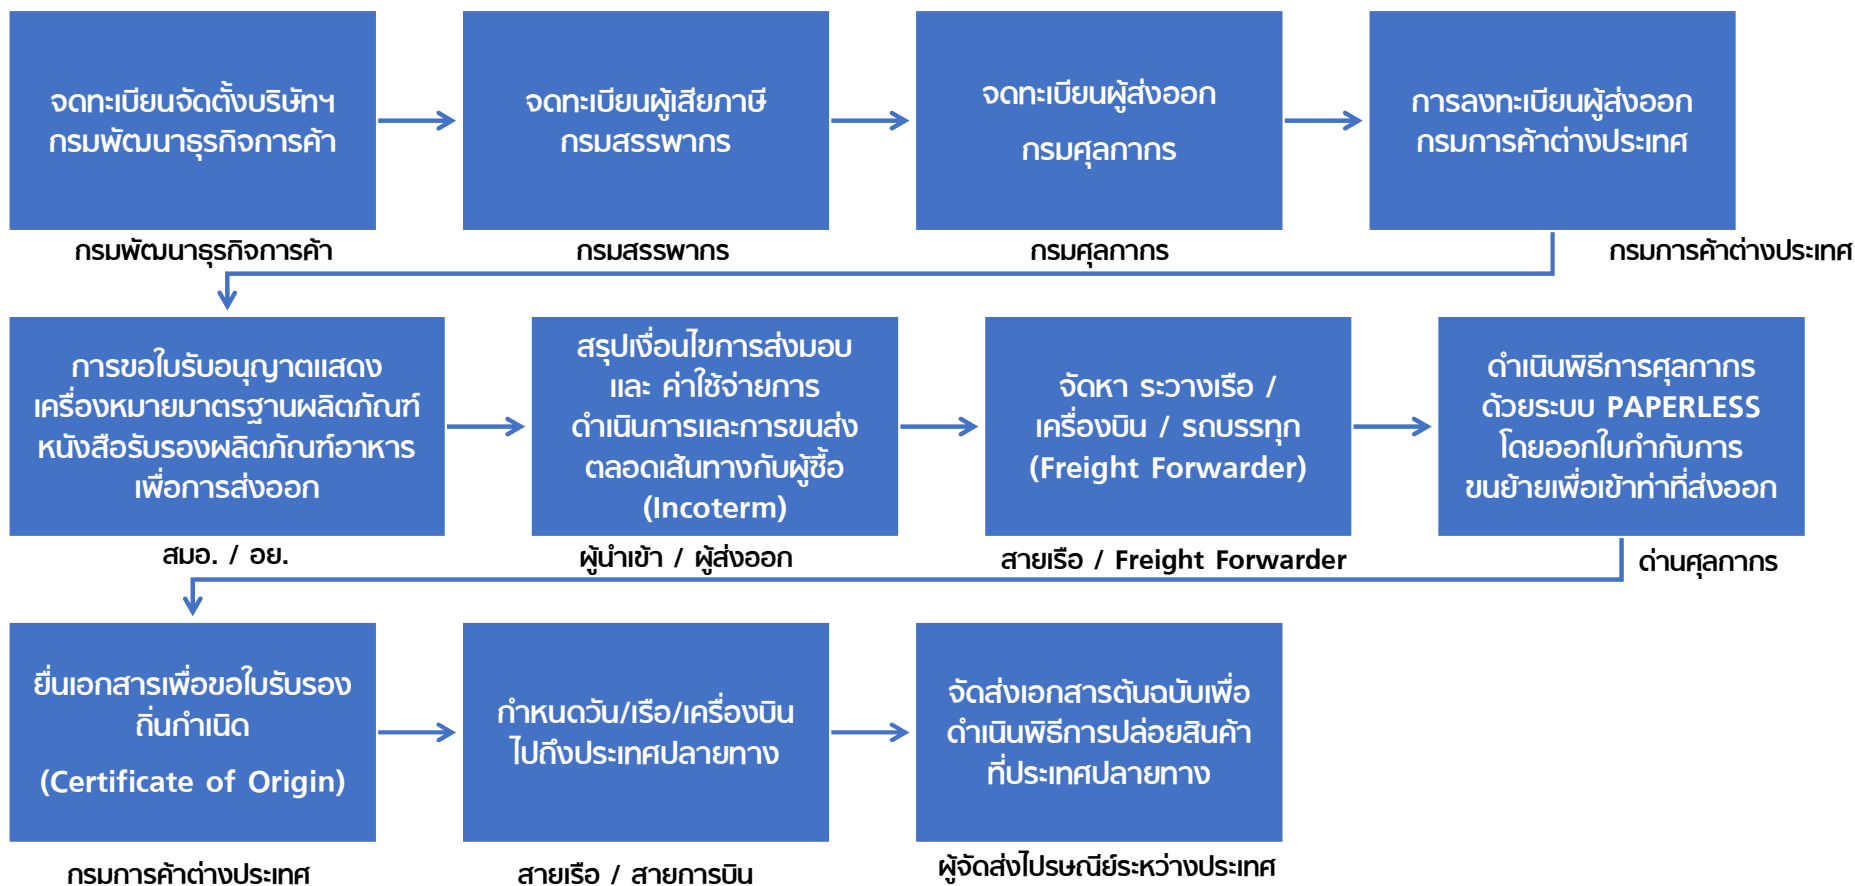 จดทะเบียนจัดตั้งบริษัทฯ
กรมพัฒนาธุรกิจการค้า
กรมพัฒนาธุรกิจการค้า
จดทะเบียนผู้เสียภาษี
กรมสรรพากร
กรมสรรพากร
จดทะเบียนผู้ส่งออก
กรมศุลกากร
กรมศุลกากร
การลงทะเบียนผู้ส่งออก
กรมการค้าต่างประเทศ
กรมการค้าต่างประเทศ
การขอใบรับอนุญาตแสดง
เครื่องหมายมาตรฐานผลิตภัณฑ์
หนังสือรับรองผลิตภัณฑ์อาหาร
เพื่อการส่งออก
สมอ. / อย.
สรุปเงื่อนไขการส่งมอบ
และ ค่าใช้จ่ายการ
ดำเนินการและการขนส่ง
ตลอดเส้นทางกับผู้ซื้อ
(Incoterm)
ผู้นำเข้า / ผู้ส่งออก
จัดหา ระวางเรือ /
เครื่องบิน / รถบรรทุก
(Freight Forwarder)
สายเรือ / Freight Forwarder
ดำเนินพิธีการศุลกากร
ด้วยระบบ PAPERLESS
โดยออกใบกำกับการ
ขนย้ายเพื่อเข้าท่าที่ส่งออก
ด่านศุลกากร
ยื่นเอกสารเพื่อขอใบรับรอง
ถิ่นกำเนิด
(Certificate of Origin)
กรมการค้าต่างประเทศ
กำหนดวัน/เรือ/เครื่องบิน
ไปถึงประเทศปลายทาง
สายเรือ / สายการบิน
จัดส่งเอกสารต้นฉบับเพื่อ
ดำเนินพิธีการปล่อยสินค้า
ที่ประเทศปลายทาง
ผู้จัดส่งไปรษณีย์ระหว่างประเทศ